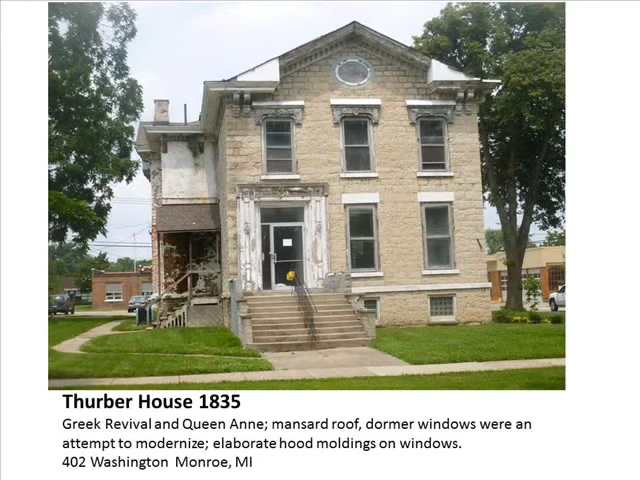 Thurber House 1835
Greek Revival and Queen Anne; mansard roof, dormer windows were an
attempt to modernize; elaborate hood moldings on windows.
402 Washington  Monroe, MI